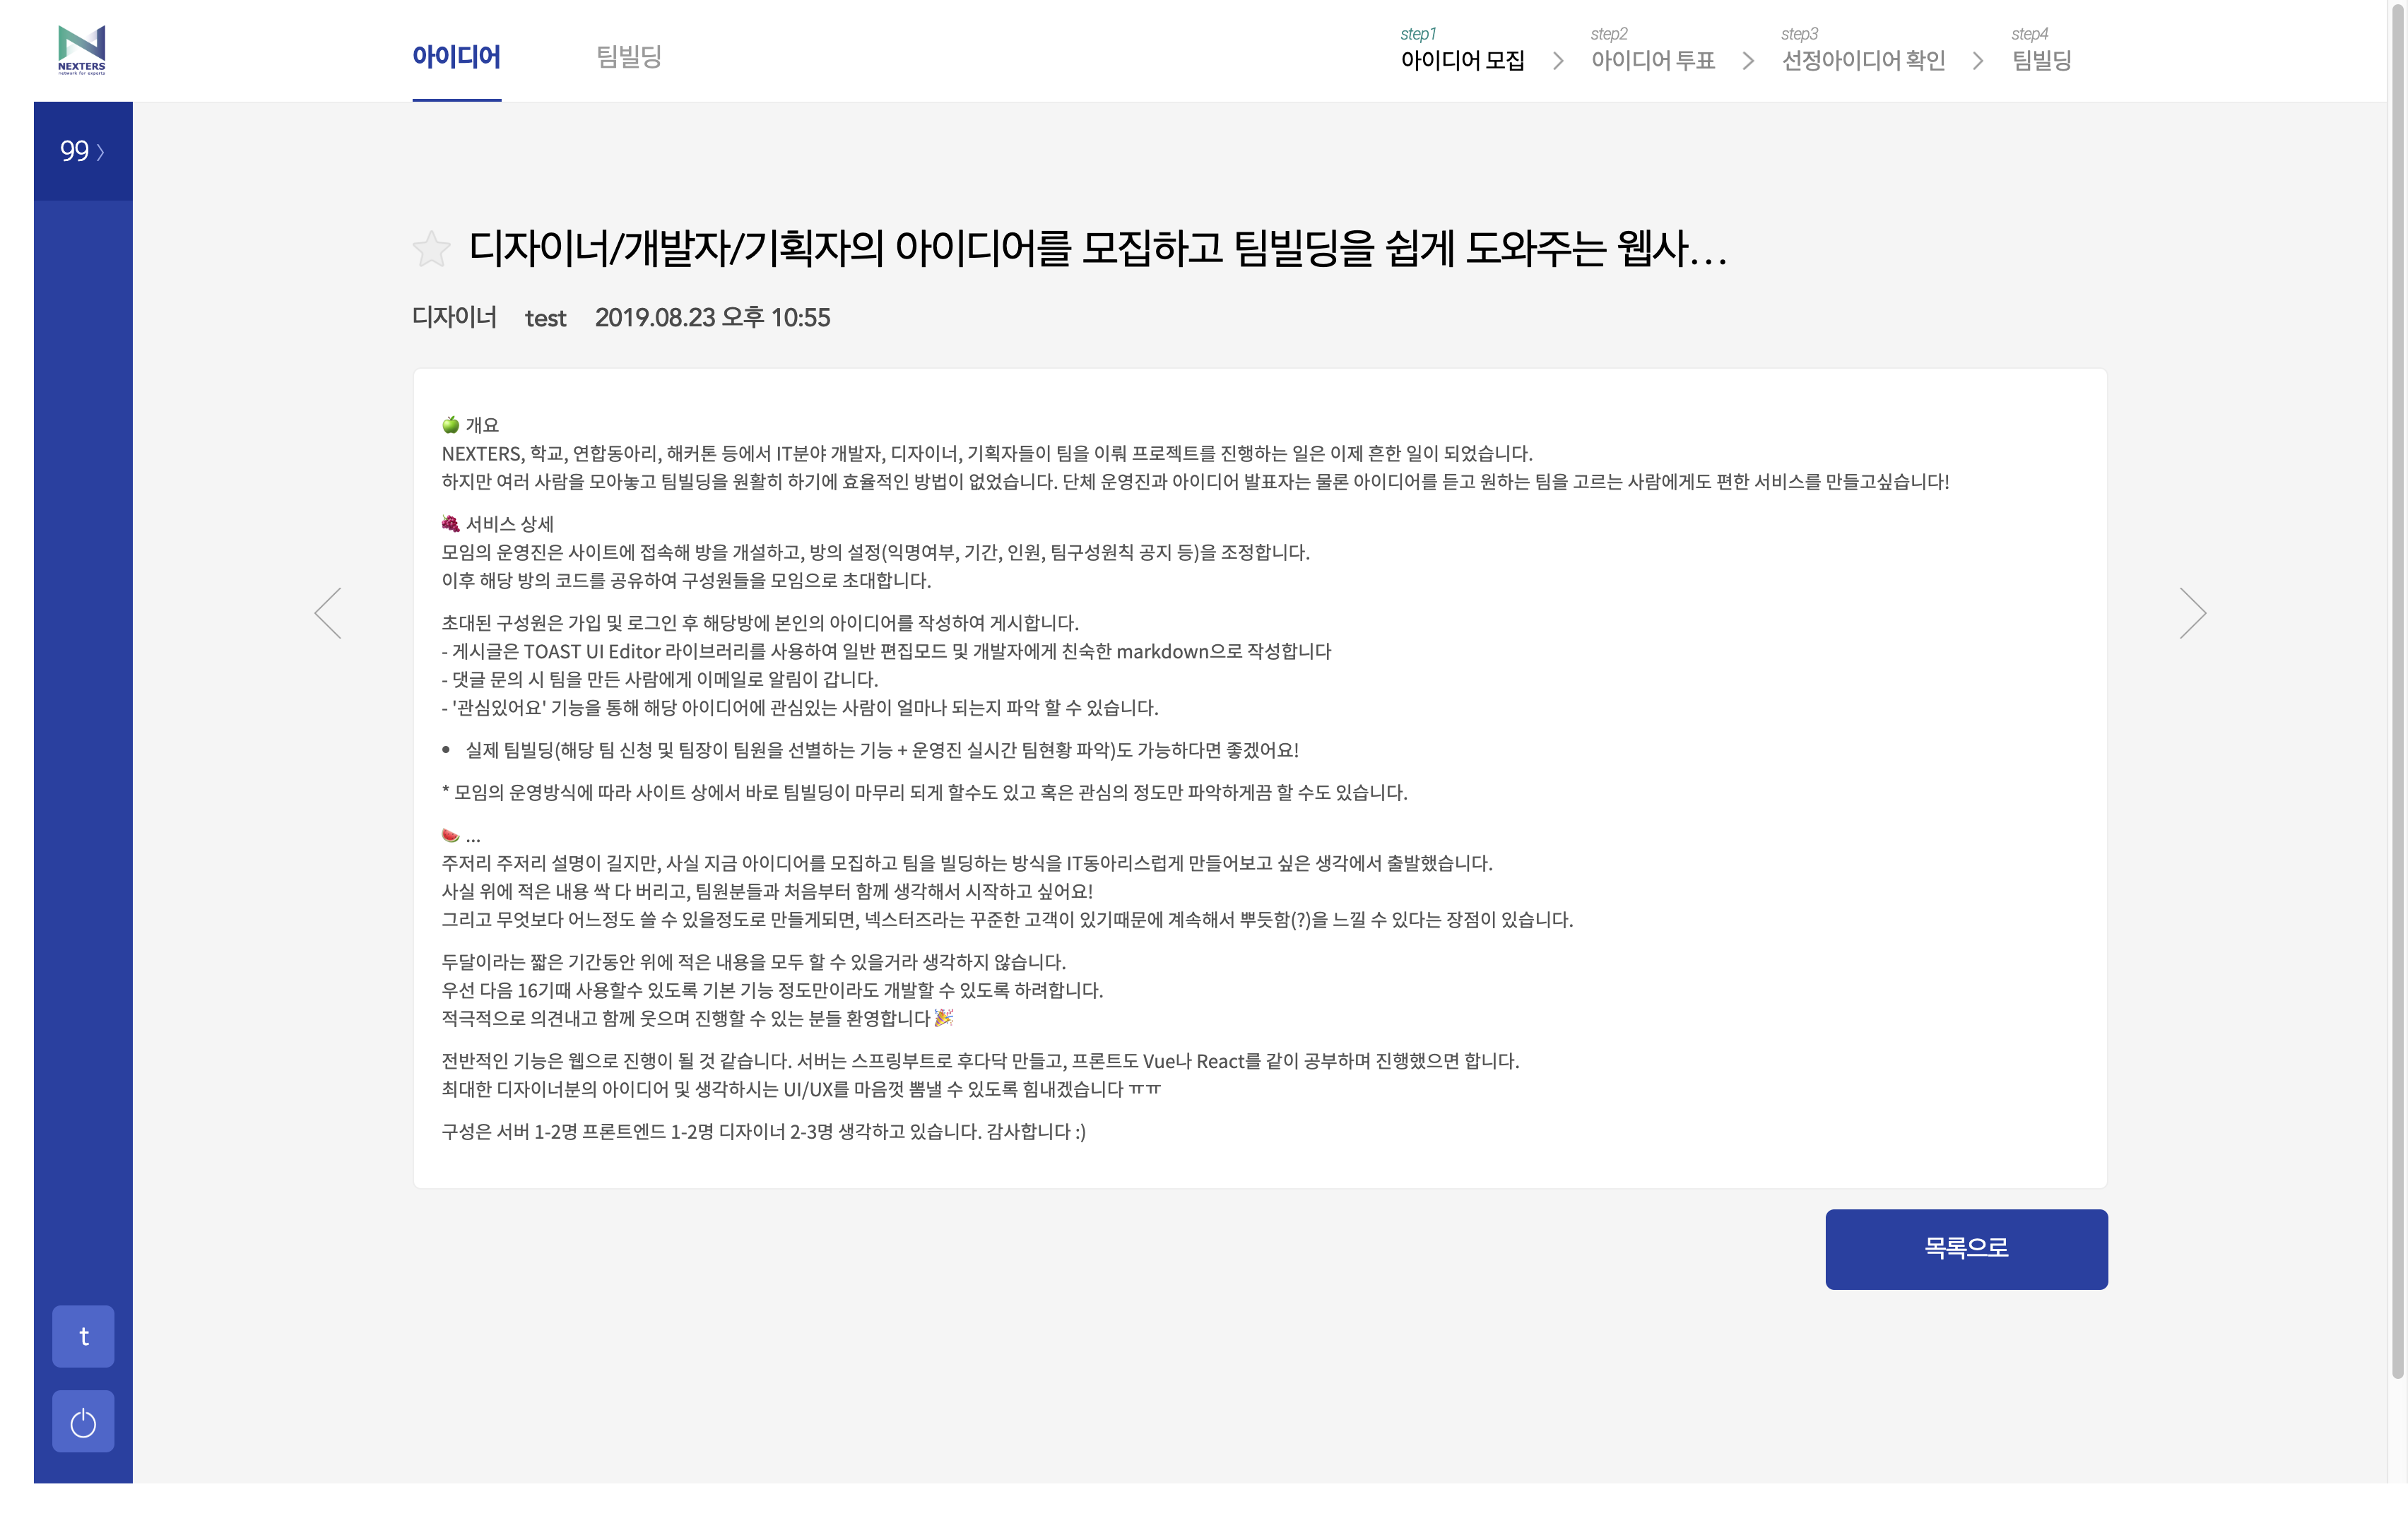 NEXTERS
network for experts
아이디어
팀빌딩
step1
아이디어 모집
step2
아이디어 투표
step3
선정아이디어 확인
step4
팀빌딩
99
디자이너/개발자/기획자의 아이디어를 모집하고 팀빌딩을 쉽게 도와주는 웹사...
디자이너 test 2019.08.23 오후 10:55
🍏 개요
NEXTERS, 학교, 연합동아리, 해커톤 등에서 IT분야 개발자, 디자이너, 기획자들이 팀을 이뤄 프로젝트를 진행하는 일은 이제 흔한 일이 되었습니다.
하지만 여러 사람을 모아놓고 팀빌딩을 원활히 하기에 효율적인 방법이 없었습니다. 단체 운영진과 아이디어 발표자는 물론 아이디어를 듣고 원하는 팀을 고르는 사람에게도 편한 서비스를 만들고싶습니다!
🍇 서비스 상세
모임의 운영진은 사이트에 접속해 방을 개설하고, 방의 설정(익명여부, 기간, 인원, 팀구성원칙 공지 등)을 조정합니다.
이후 해당 방의 코드를 공유하여 구성원들을 모임으로 초대합니다.
초대된 구성원은 가입 및 로그인 후 해당방에 본인의 아이디어를 작성하여 게시합니다.
- 게시글은 TOAST UI Editor 라이브러리를 사용하여 일반 편집모드 및 개발자에게 친숙한 markdown으로 작성합니다
- 댓글 문의 시 팀을 만든 사람에게 이메일로 알림이 갑니다.
- '관심있어요' 기능을 통해 해당 아이디어에 관심있는 사람이 얼마나 되는지 파악 할 수 있습니다.
• 실제 팀빌딩(해당 팀 신청 및 팀장이 팀원을 선별하는 기능 + 운영진 실시간 팀현황 파악)도 가능하다면 좋겠어요!
* 모임의 운영방식에 따라 사이트 상에서 바로 팀빌딩이 마무리 되게 할수도 있고 혹은 관심의 정도만 파악하게끔 할 수도 있습니다.
🍉 ...
주저리 주저리 설명이 길지만, 사실 지금 아이디어를 모집하고 팀을 빌딩하는 방식을 IT동아리스럽게 만들어보고 싶은 생각에서 출발했습니다.
사실 위에 적은 내용 싹 다 버리고, 팀원분들과 처음부터 함께 생각해서 시작하고 싶어요!
그리고 무엇보다 어느정도 쓸 수 있을정도로 만들게되면, 넥스터즈라는 꾸준한 고객이 있기때문에 계속해서 뿌듯함(?)을 느낄 수 있다는 장점이 있습니다.
두달이라는 짧은 기간동안 위에 적은 내용을 모두 할 수 있을거라 생각하지 않습니다.
우선 다음 16기때 사용할수 있도록 기본 기능 정도만이라도 개발할 수 있도록 하려합니다.
적극적으로 의견내고 함께 웃으며 진행할 수 있는 분들 환영합니다🎉
전반적인 기능은 웹으로 진행이 될 것 같습니다. 서버는 스프링부트로 후다닥 만들고, 프론트도 Vue나 React를 같이 공부하며 진행했으면 합니다.
최대한 디자이너분의 아이디어 및 생각하시는 UI/UX를 마음껏 뽐낼 수 있도록 힘내겠습니다 ㅠㅠ
구성은 서버 1-2명 프론트엔드 1-2명 디자이너 2-3명 생각하고 있습니다. 감사합니다 :)
목록으로
t